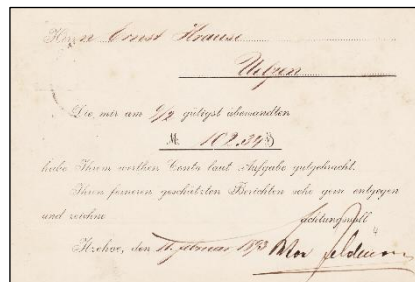 Herrn Ernst Krause
Uelzen
Die mir am 9/2 gütigst übersandten
M 102.39
habe Ihrem werthen Conto laut Aufgabe gutgebracht.
Ihren ferneren geschätzten Berichten sehe gern entgegen
und zeichne
Achtungsvoll
Itzehoe, den 11. Februar 1893